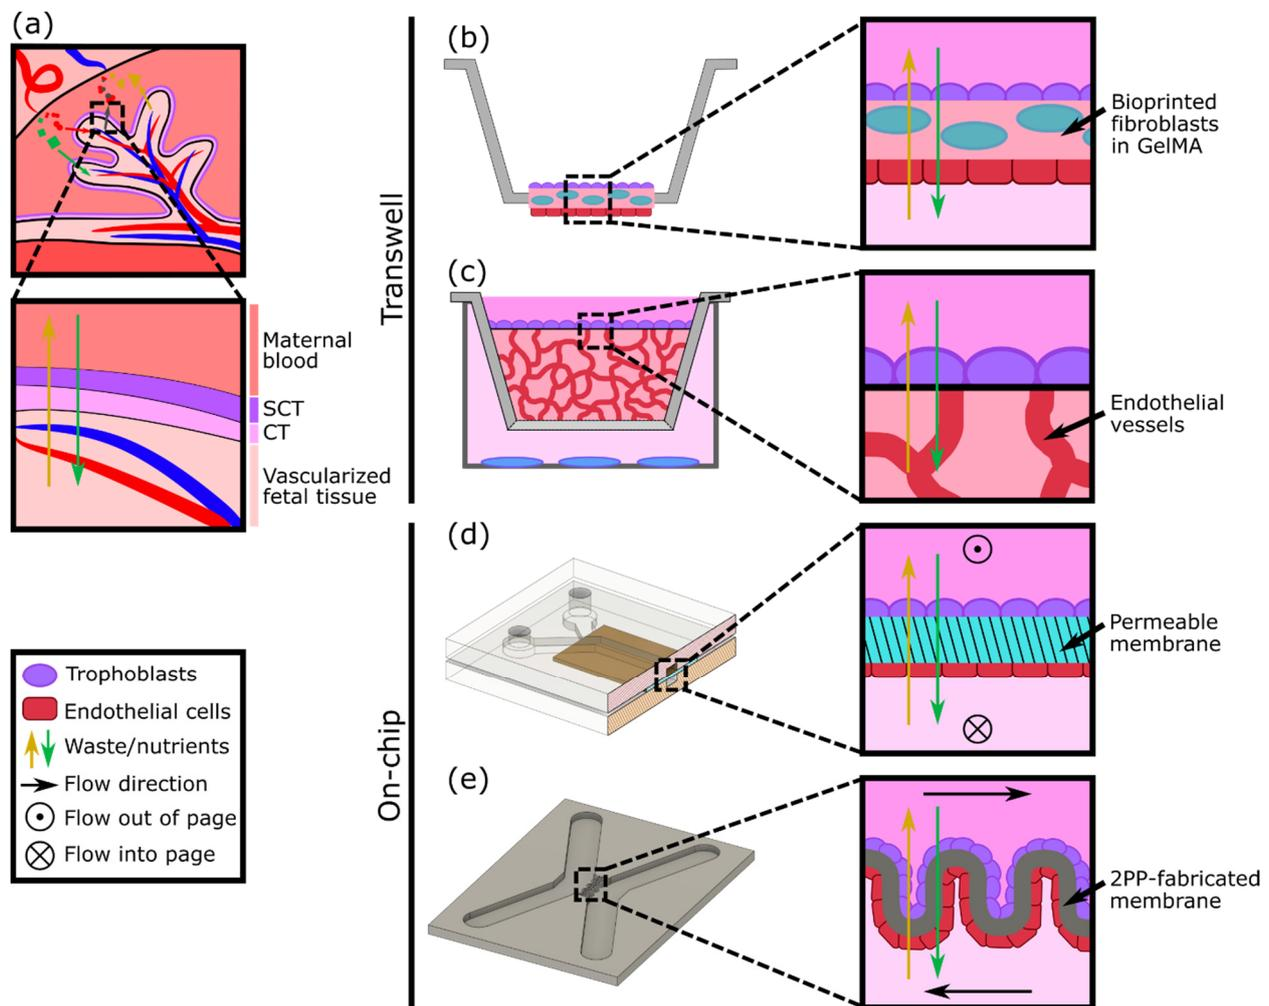 (a)
Maternal
blood
SCT
CT
Vascularized
fetal tissue
Trophoblasts
Endothelial cells
Waste/nutrients
Flow direction
Flow out of page
Flow into page
Transwell
(b)
Bioprinted
fibroblasts
in GelMA
(c)
Endothelial
vessels
On-chip
(d)
Permeable
membrane
(e)
2PP-fabricated
membrane